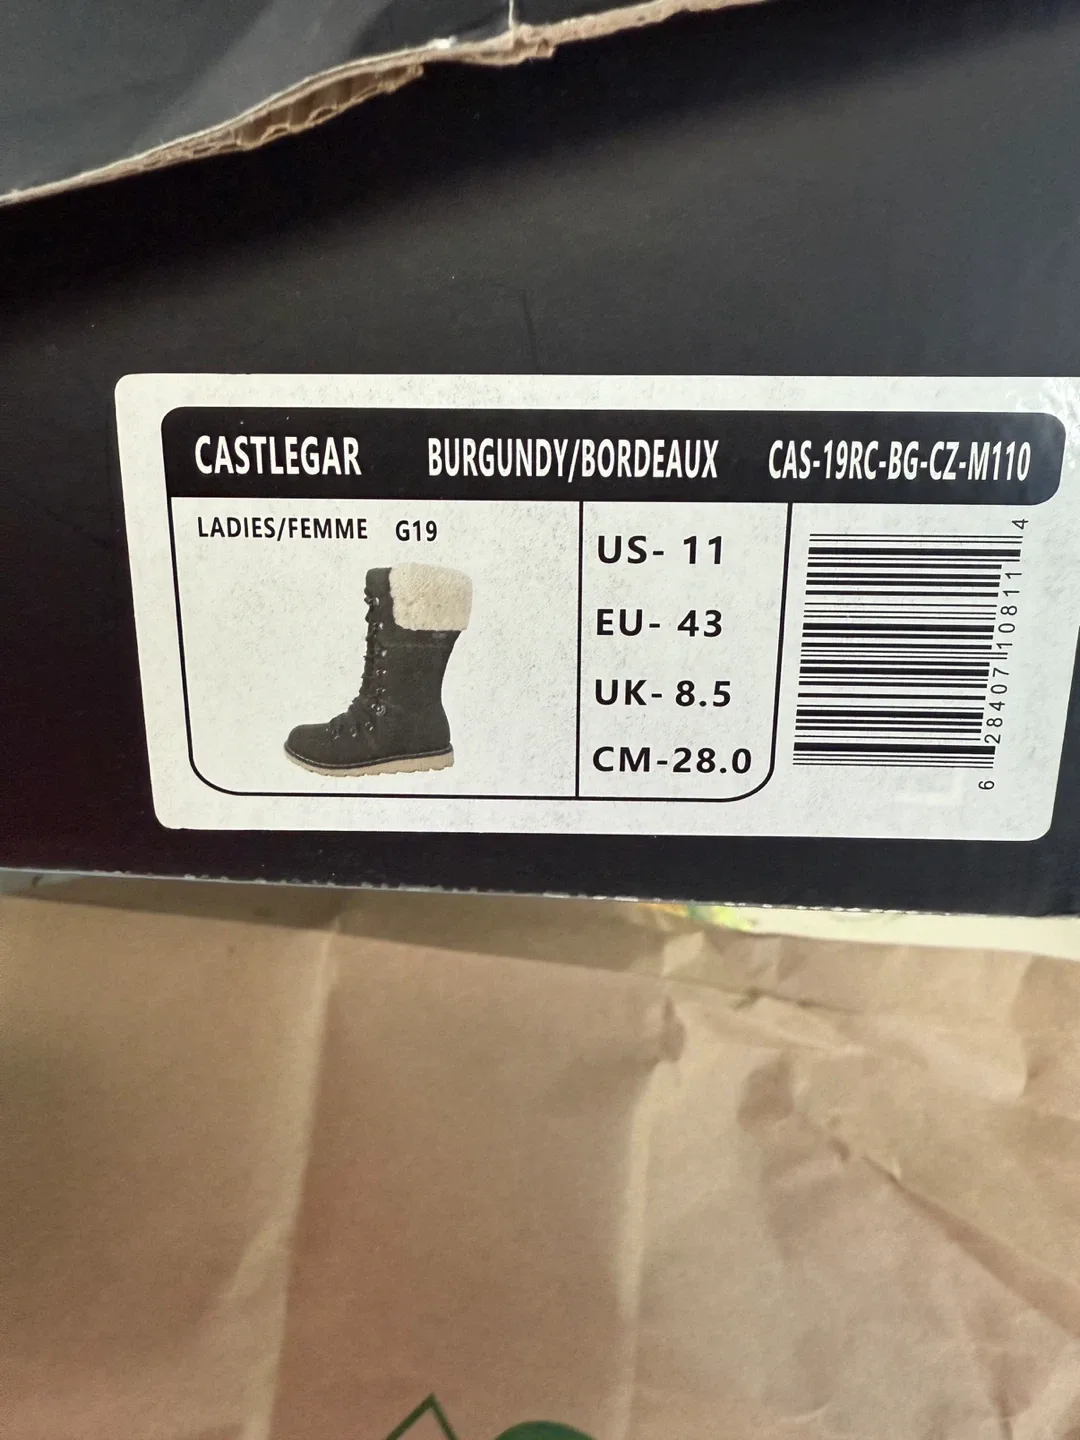 CASTLEGAR BURGUNDY/BORDEAUX CAS-19RC-BG-CZ-M110
LADIES/FEMME G19
US- 11
EU- 43
UK- 8.5
CM-28.0
6 28407 10811 4